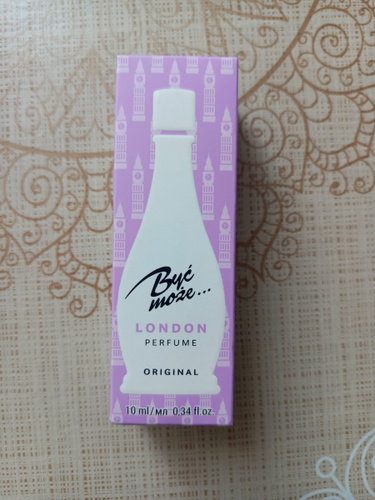 Być
może...
LONDON
PERFUME
ORIGINAL
10 ml/мл 0,34 fl.oz.